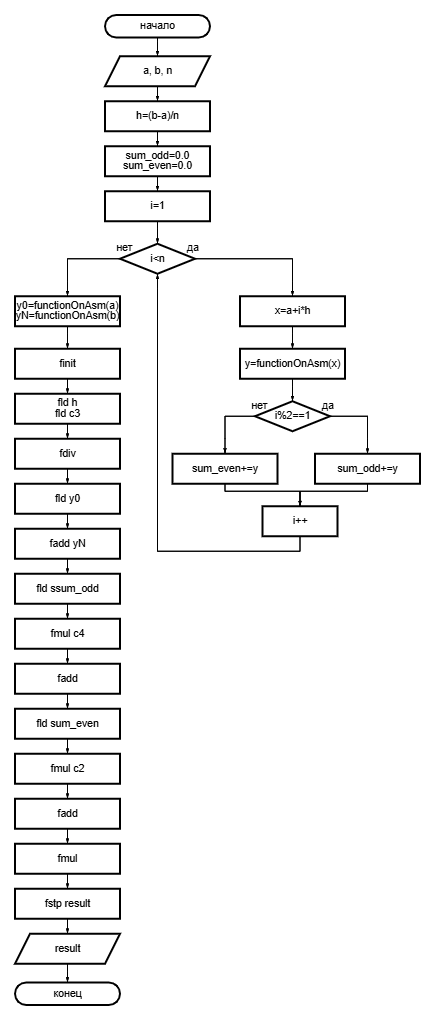 начало
a, b, n
h=(b-a)/n
sum_odd=0.0
sum_even=0.0
i=1
нет
i<n
да
y0=functionOnAsm(a)
yN=functionOnAsm(b)
finit
fld h
fld c3
fdiv
fld y0
fadd yN
fld ssum_odd
fmul c4
fadd
fld sum_even
fmul c2
fadd
fmul
fstp result
result
конец
x=a+i*h
y=functionOnAsm(x)
нет
i%2==1
да
sum_even+=y
sum_odd+=y
i++